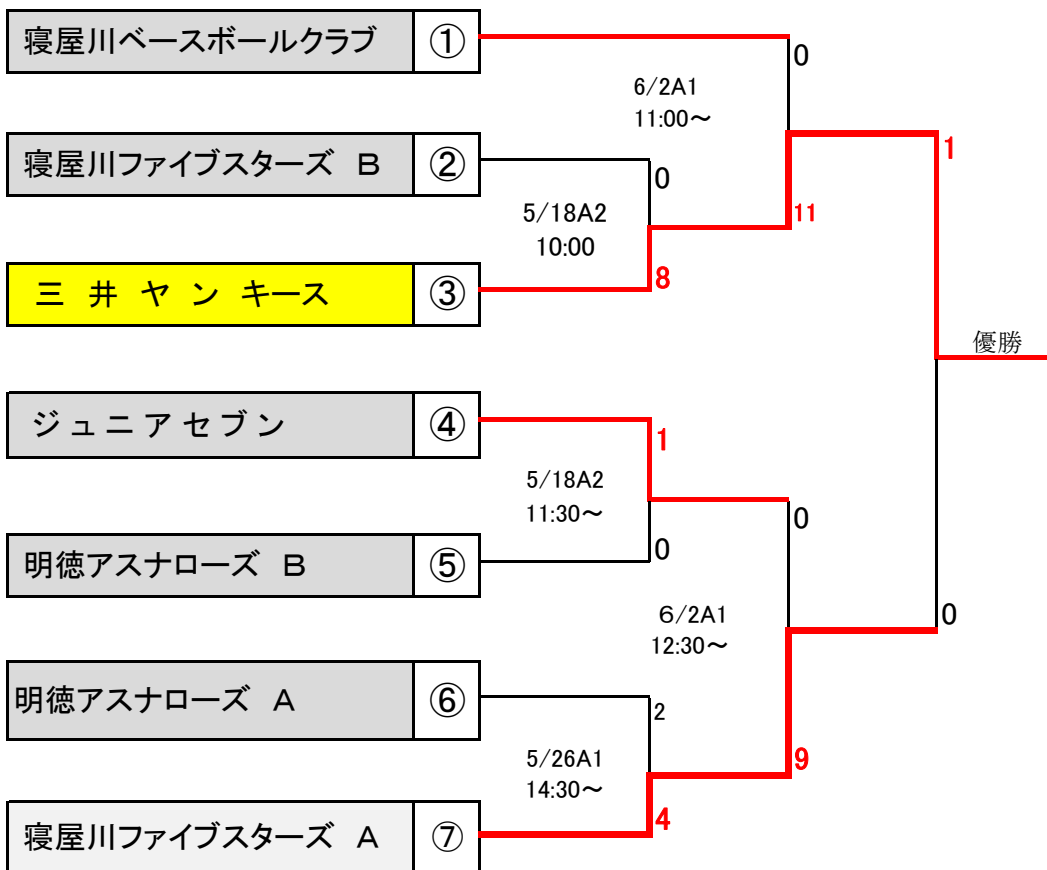 寝屋川ベースボールクラブ ①
0
6/2A1
11:00～
寝屋川ファイブスターズ Ｂ ②
0
1
5/18A2
10:00
11
三 井 ヤ ン キース ③
8
優勝
ジュニアセブン ④
1
5/18A2
11:30～
0
0
明徳アスナローズ Ｂ ⑤
６/2A1
12:30～
0
明徳アスナローズ Ａ ⑥
2
5/26A1
14:30～
9
4
寝屋川ファイブスターズ Ａ ⑦